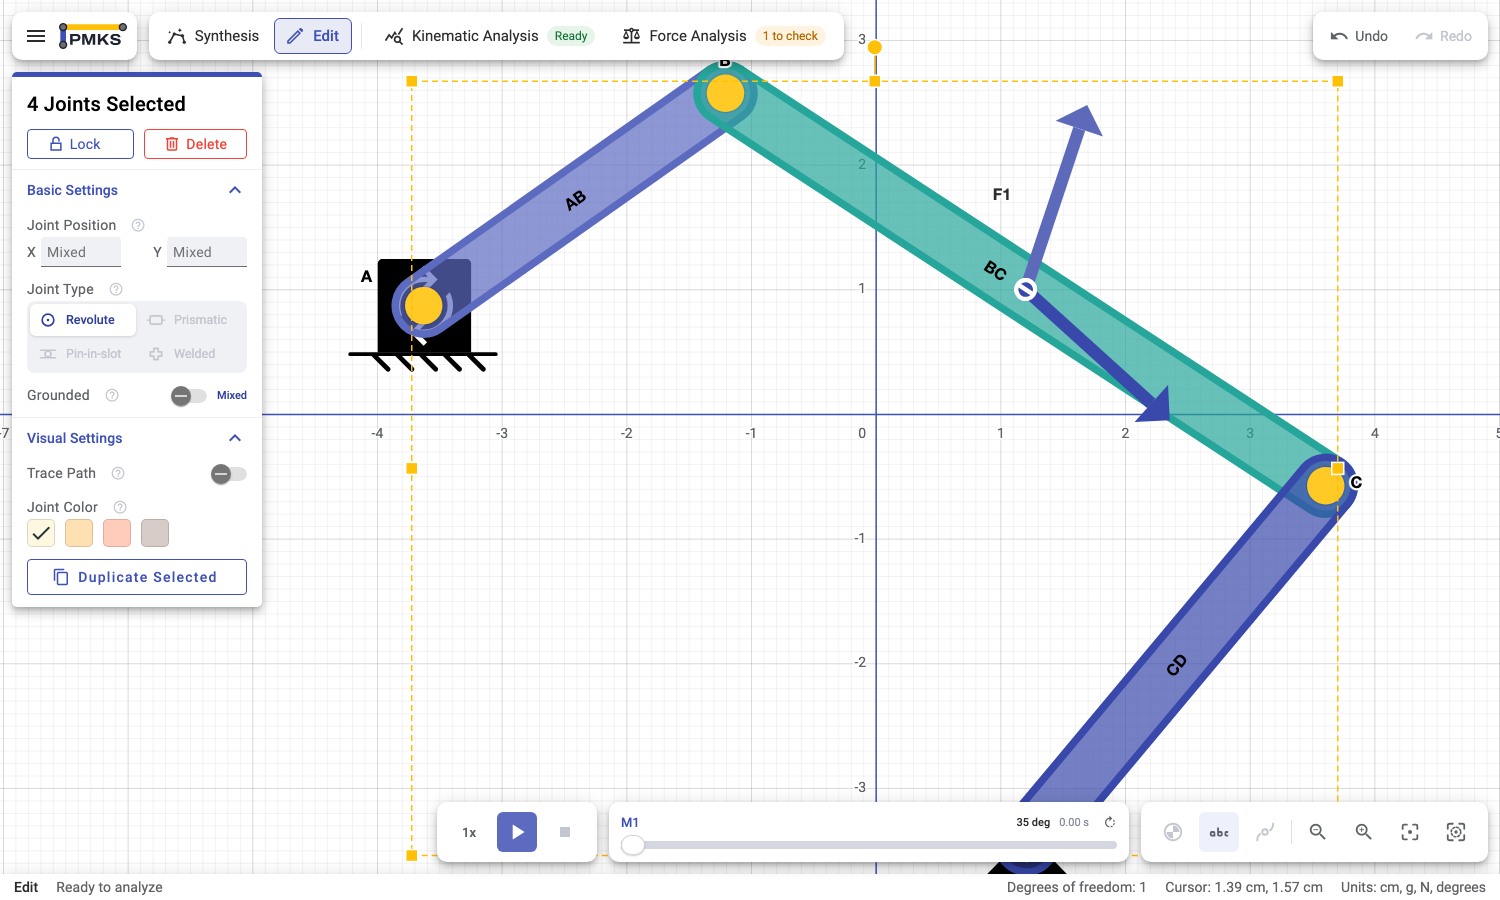 PMKS
Synthesis
Edit
Kinematic Analysis
Ready
Force Analysis
1 to check
Undo
Redo
4 Joints Selected
Lock
Delete
Basic Settings
Joint Position
X Mixed
Y Mixed
Joint Type
Revolute
Prismatic
Pin-in-slot
Welded
Grounded
Mixed
Visual Settings
Trace Path
Joint Color
Duplicate Selected
3
2
1
-1
-2
-3
-7
-4
-3
-2
-1
0
1
2
3
4
5
A
B
C
AB
BC
CD
F1
1x
M1
35 deg
0.00 s
abc
Edit
Ready to analyze
Degrees of freedom: 1
Cursor: 1.39 cm, 1.57 cm
Units: cm, g, N, degrees